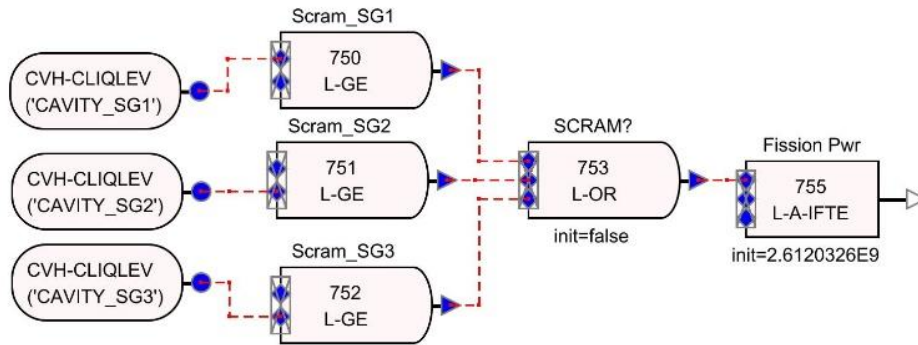 Scram_SG1
750
L-GE
CVH-CLIQLEV
('CAVITY_SG1')
Scram_SG2
751
L-GE
CVH-CLIQLEV
('CAVITY_SG2')
Scram_SG3
752
L-GE
CVH-CLIQLEV
('CAVITY_SG3')
SCRAM?
753
L-OR
init=false
Fission Pwr
755
L-A-IFTE
init=2.6120326E9